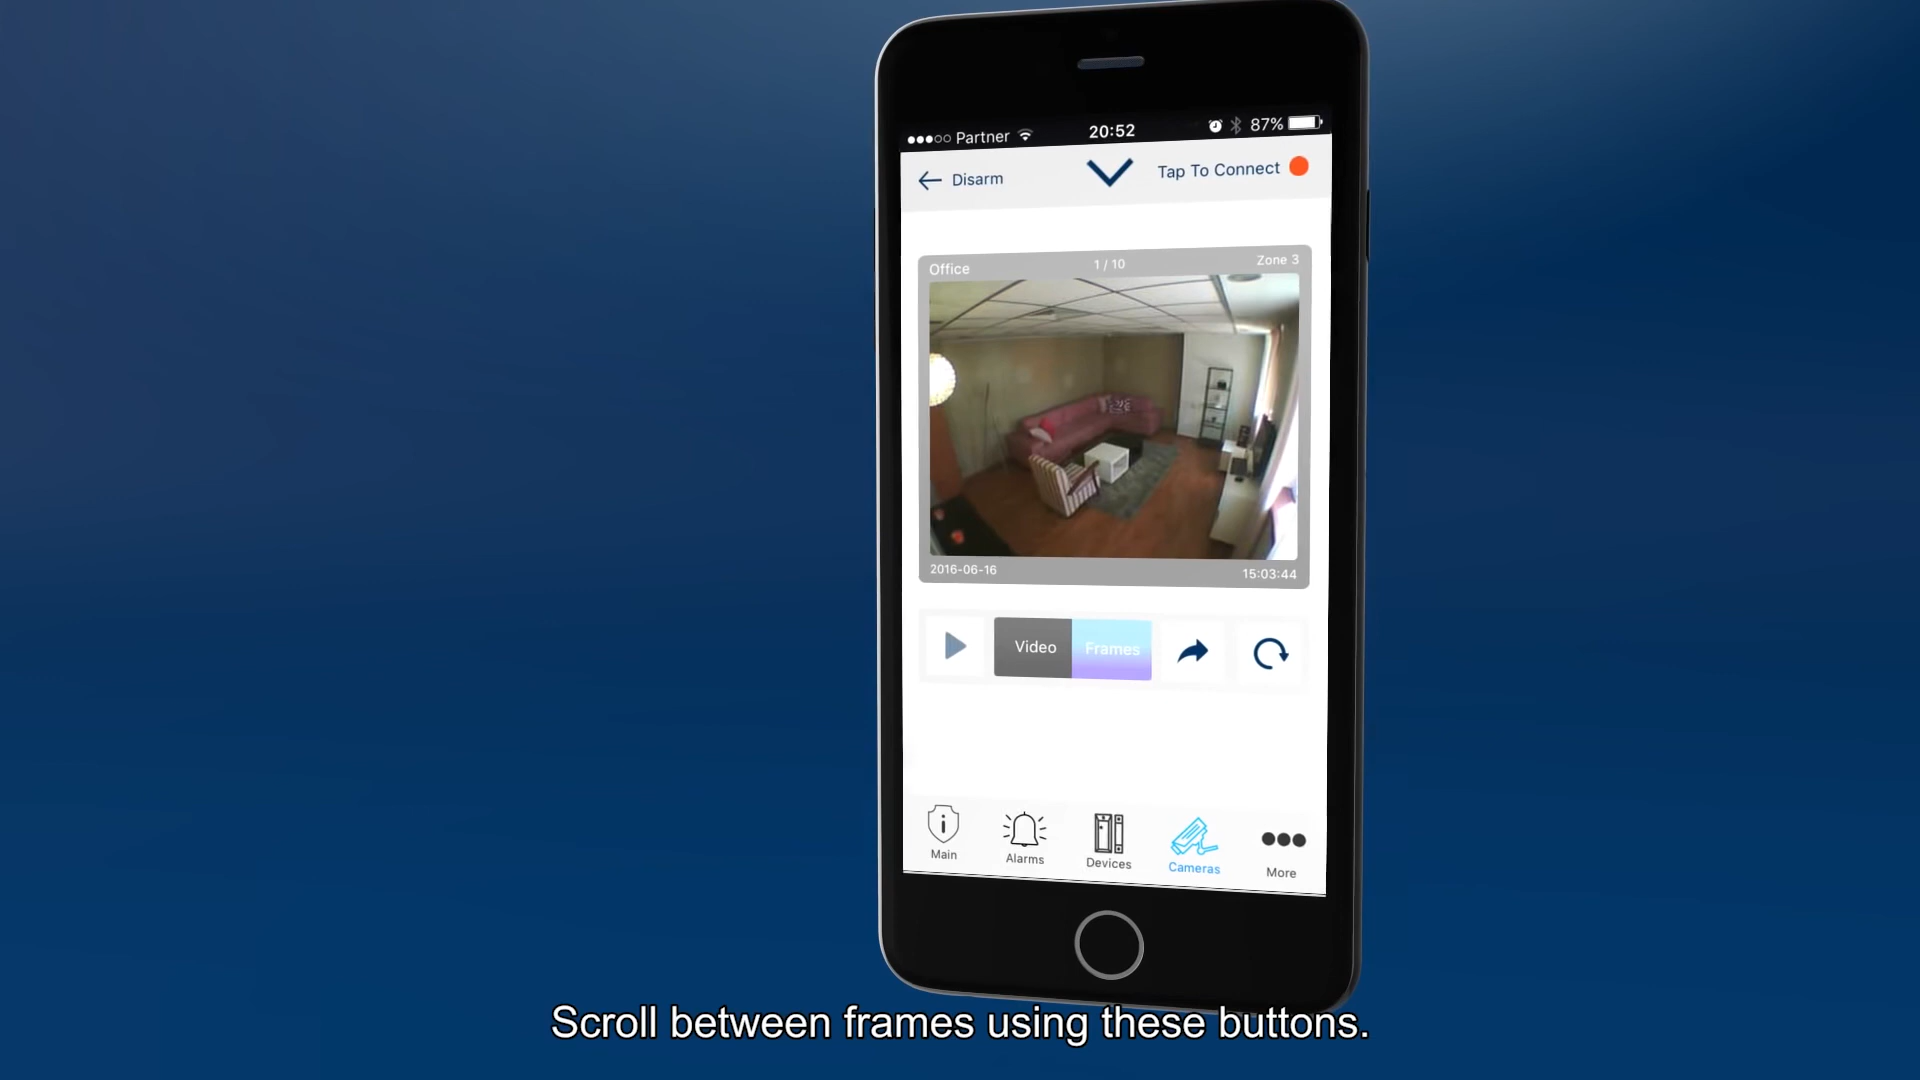 Partner 20:52 87%
Disarm Tap To Connect
Office 1 / 10 Zone 3
2016-06-16 15:03:44
Video Frames
Main Alarms Devices Cameras More
Scroll between frames using these buttons.